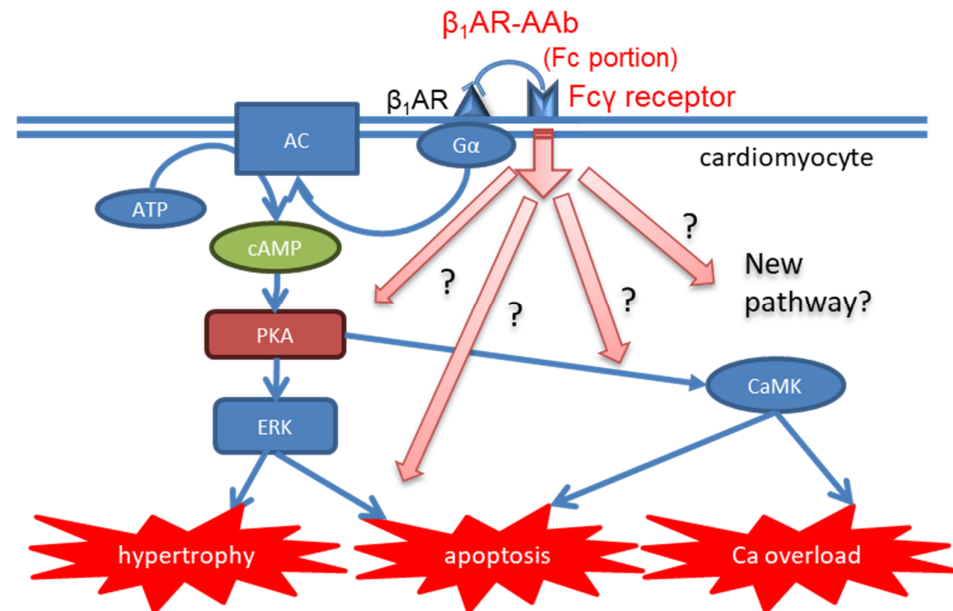 β₁AR-AAb
(Fc portion)
β₁AR
Fcγ receptor
AC
Gα
cardiomyocyte
ATP
cAMP
?
?
?
?
New
pathway?
PKA
CaMK
ERK
hypertrophy
apoptosis
Ca overload